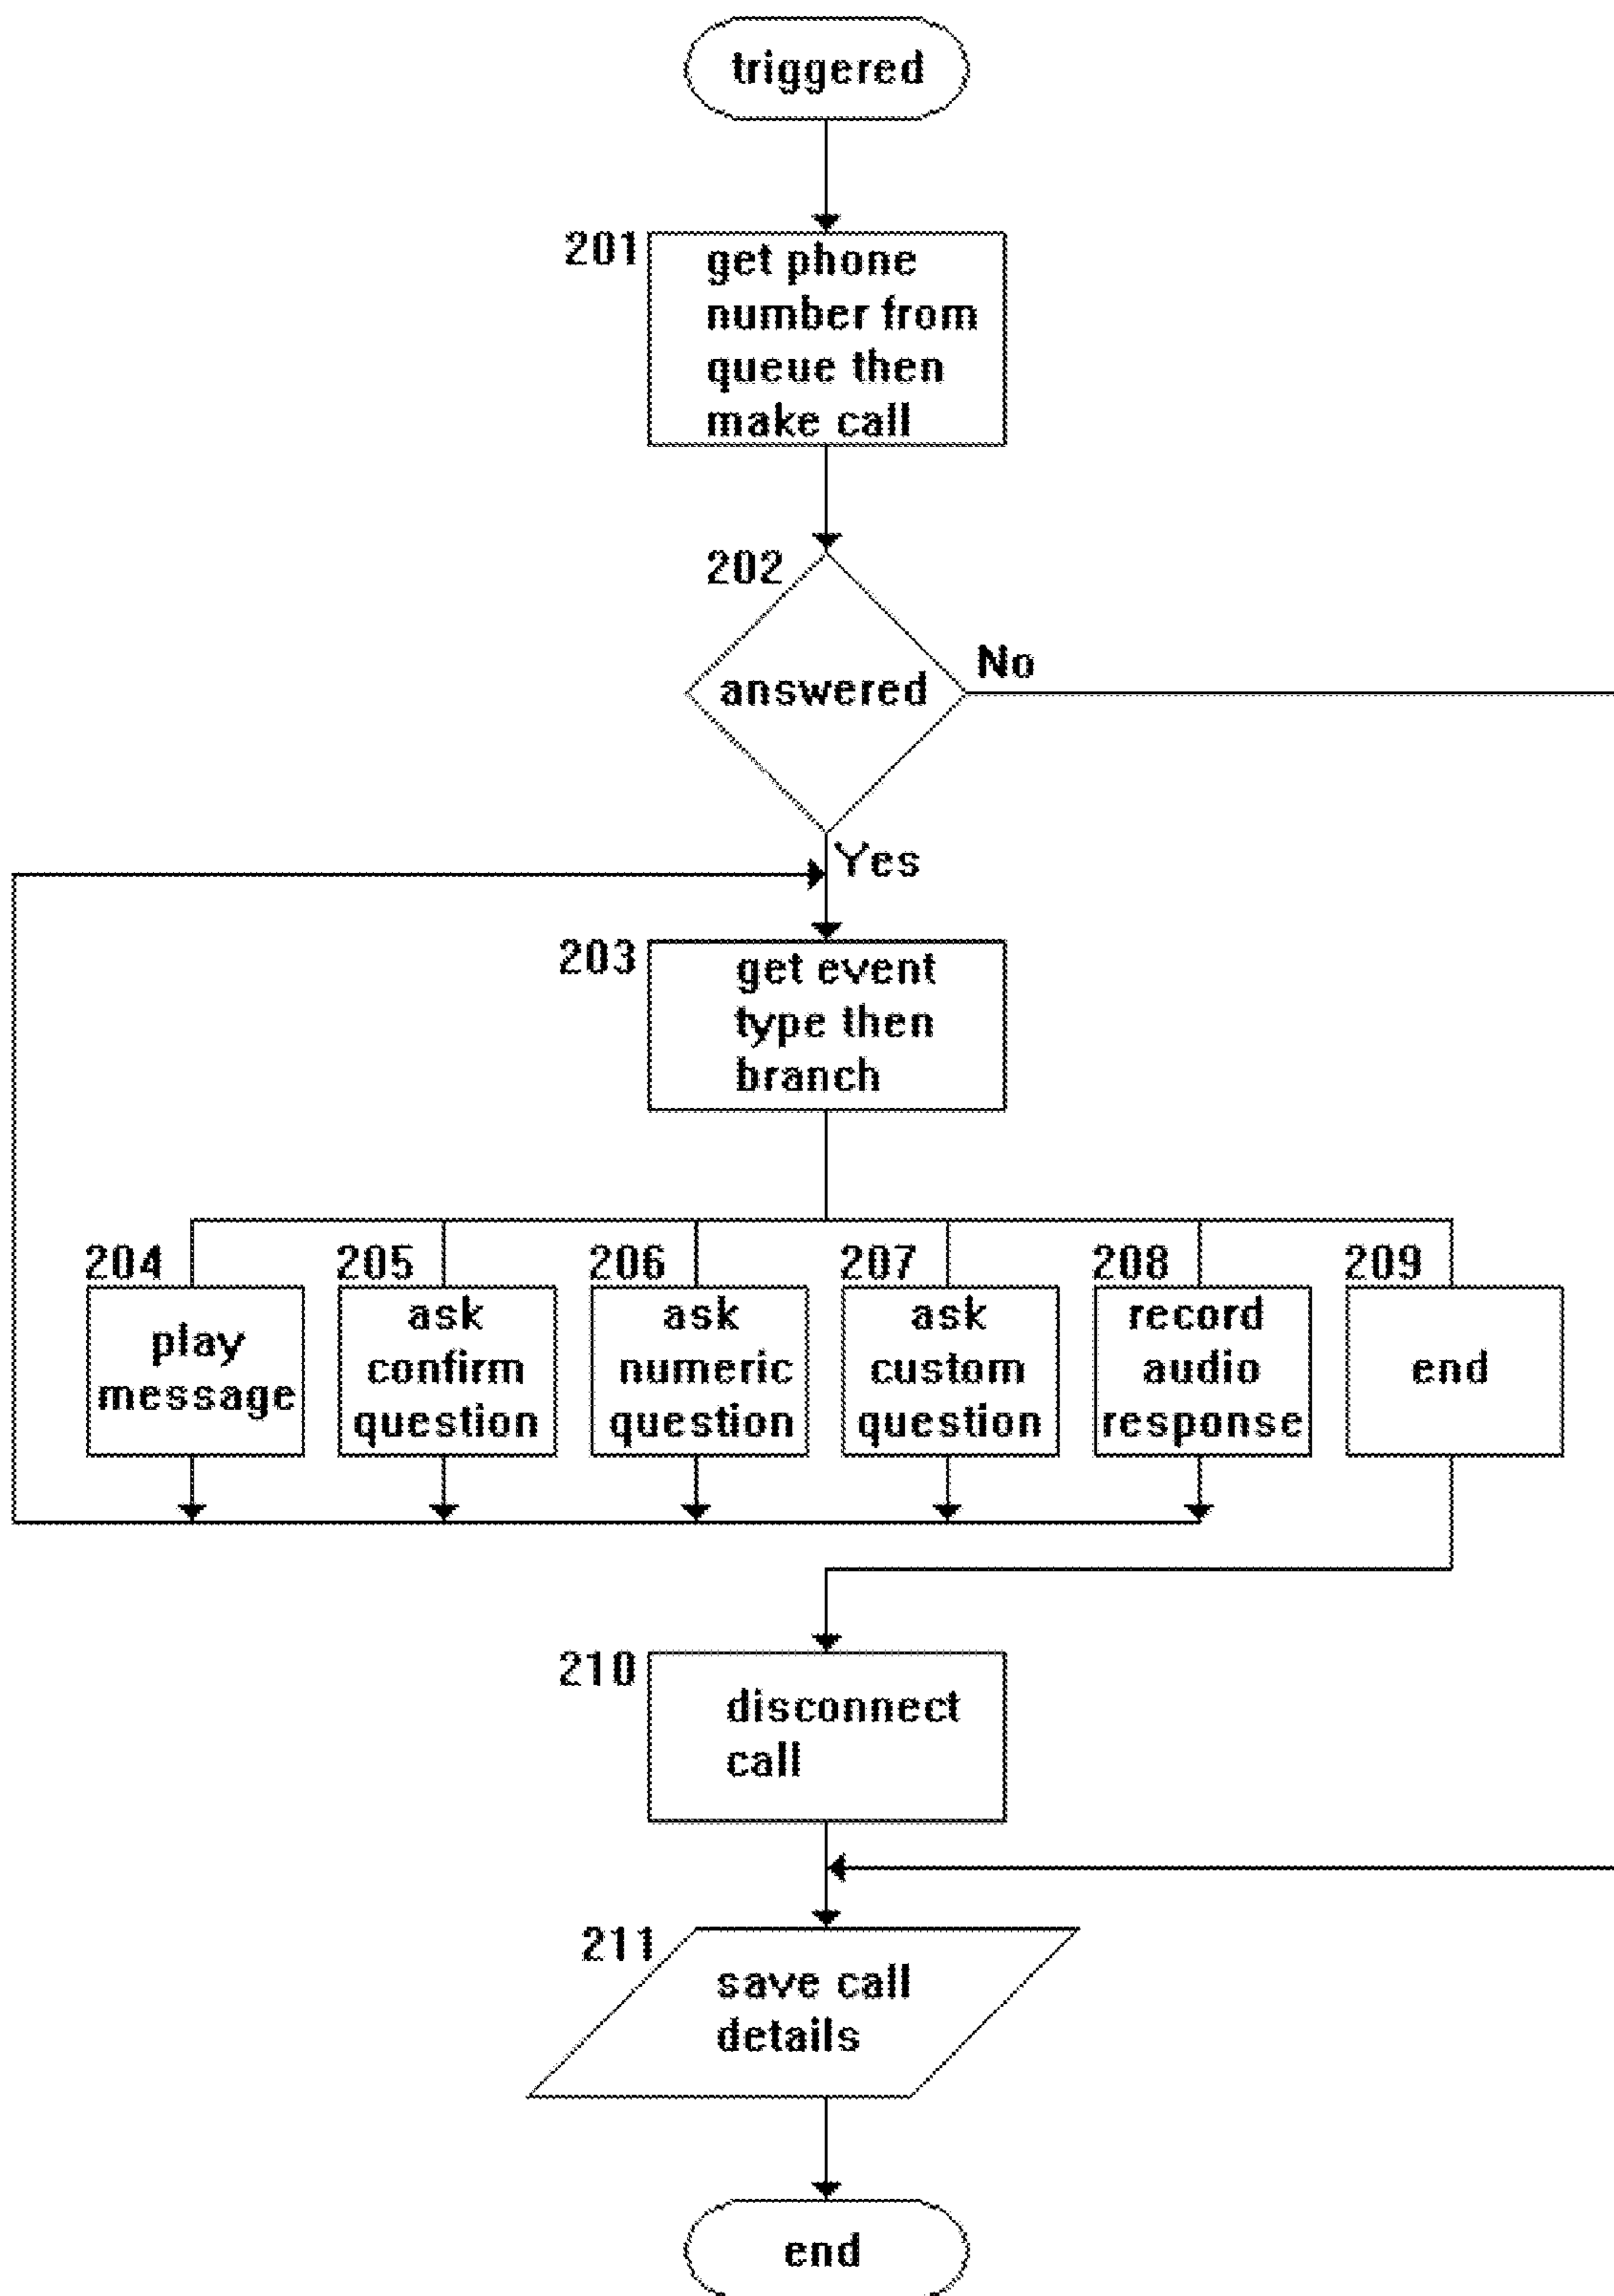 triggered
201
get phone
number from
queue then
make call
202
answered
No
Yes
203
get event
type then
branch
204
play
message
205
ask
confirm
question
206
ask
numeric
question
207
ask
custom
question
208
record
audio
response
209
end
210
disconnect
call
211
save call
details
end